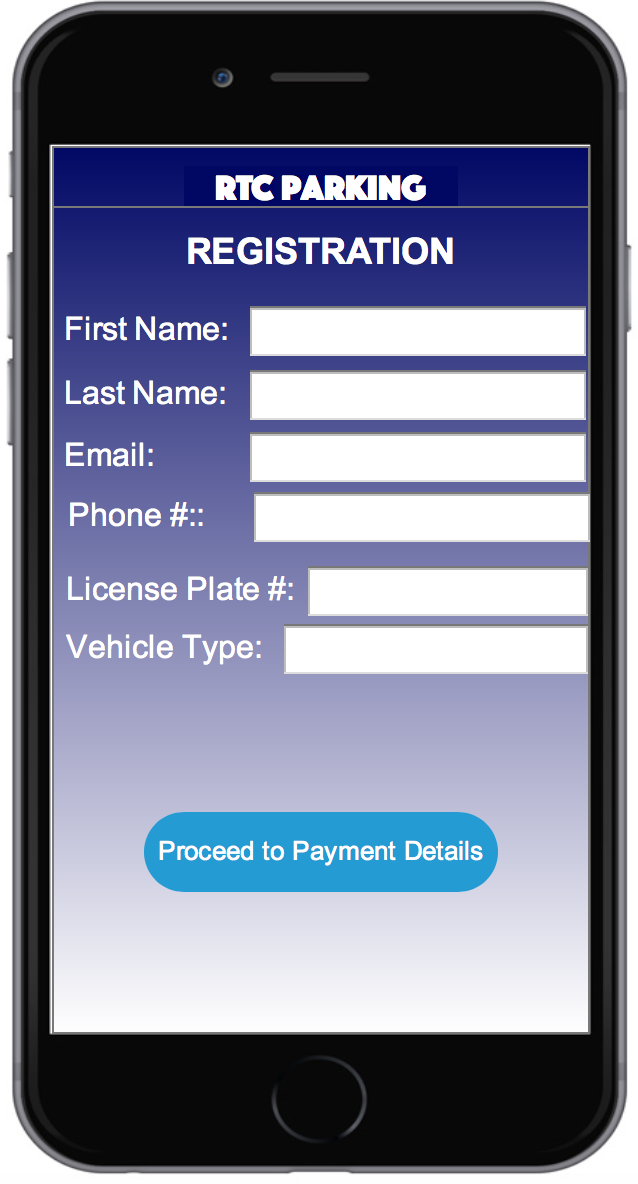 RTC PARKING
REGISTRATION
First Name:
Last Name:
Email:
Phone #::
License Plate #:
Vehicle Type:
Proceed to Payment Details